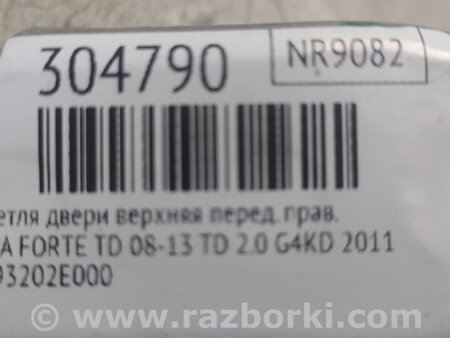 304790
NR9082
етля двери верхняя перед. прав.
A FORTE TD 08-13 TD 2.0 G4KD 2011
93202E000
www.razborki.com